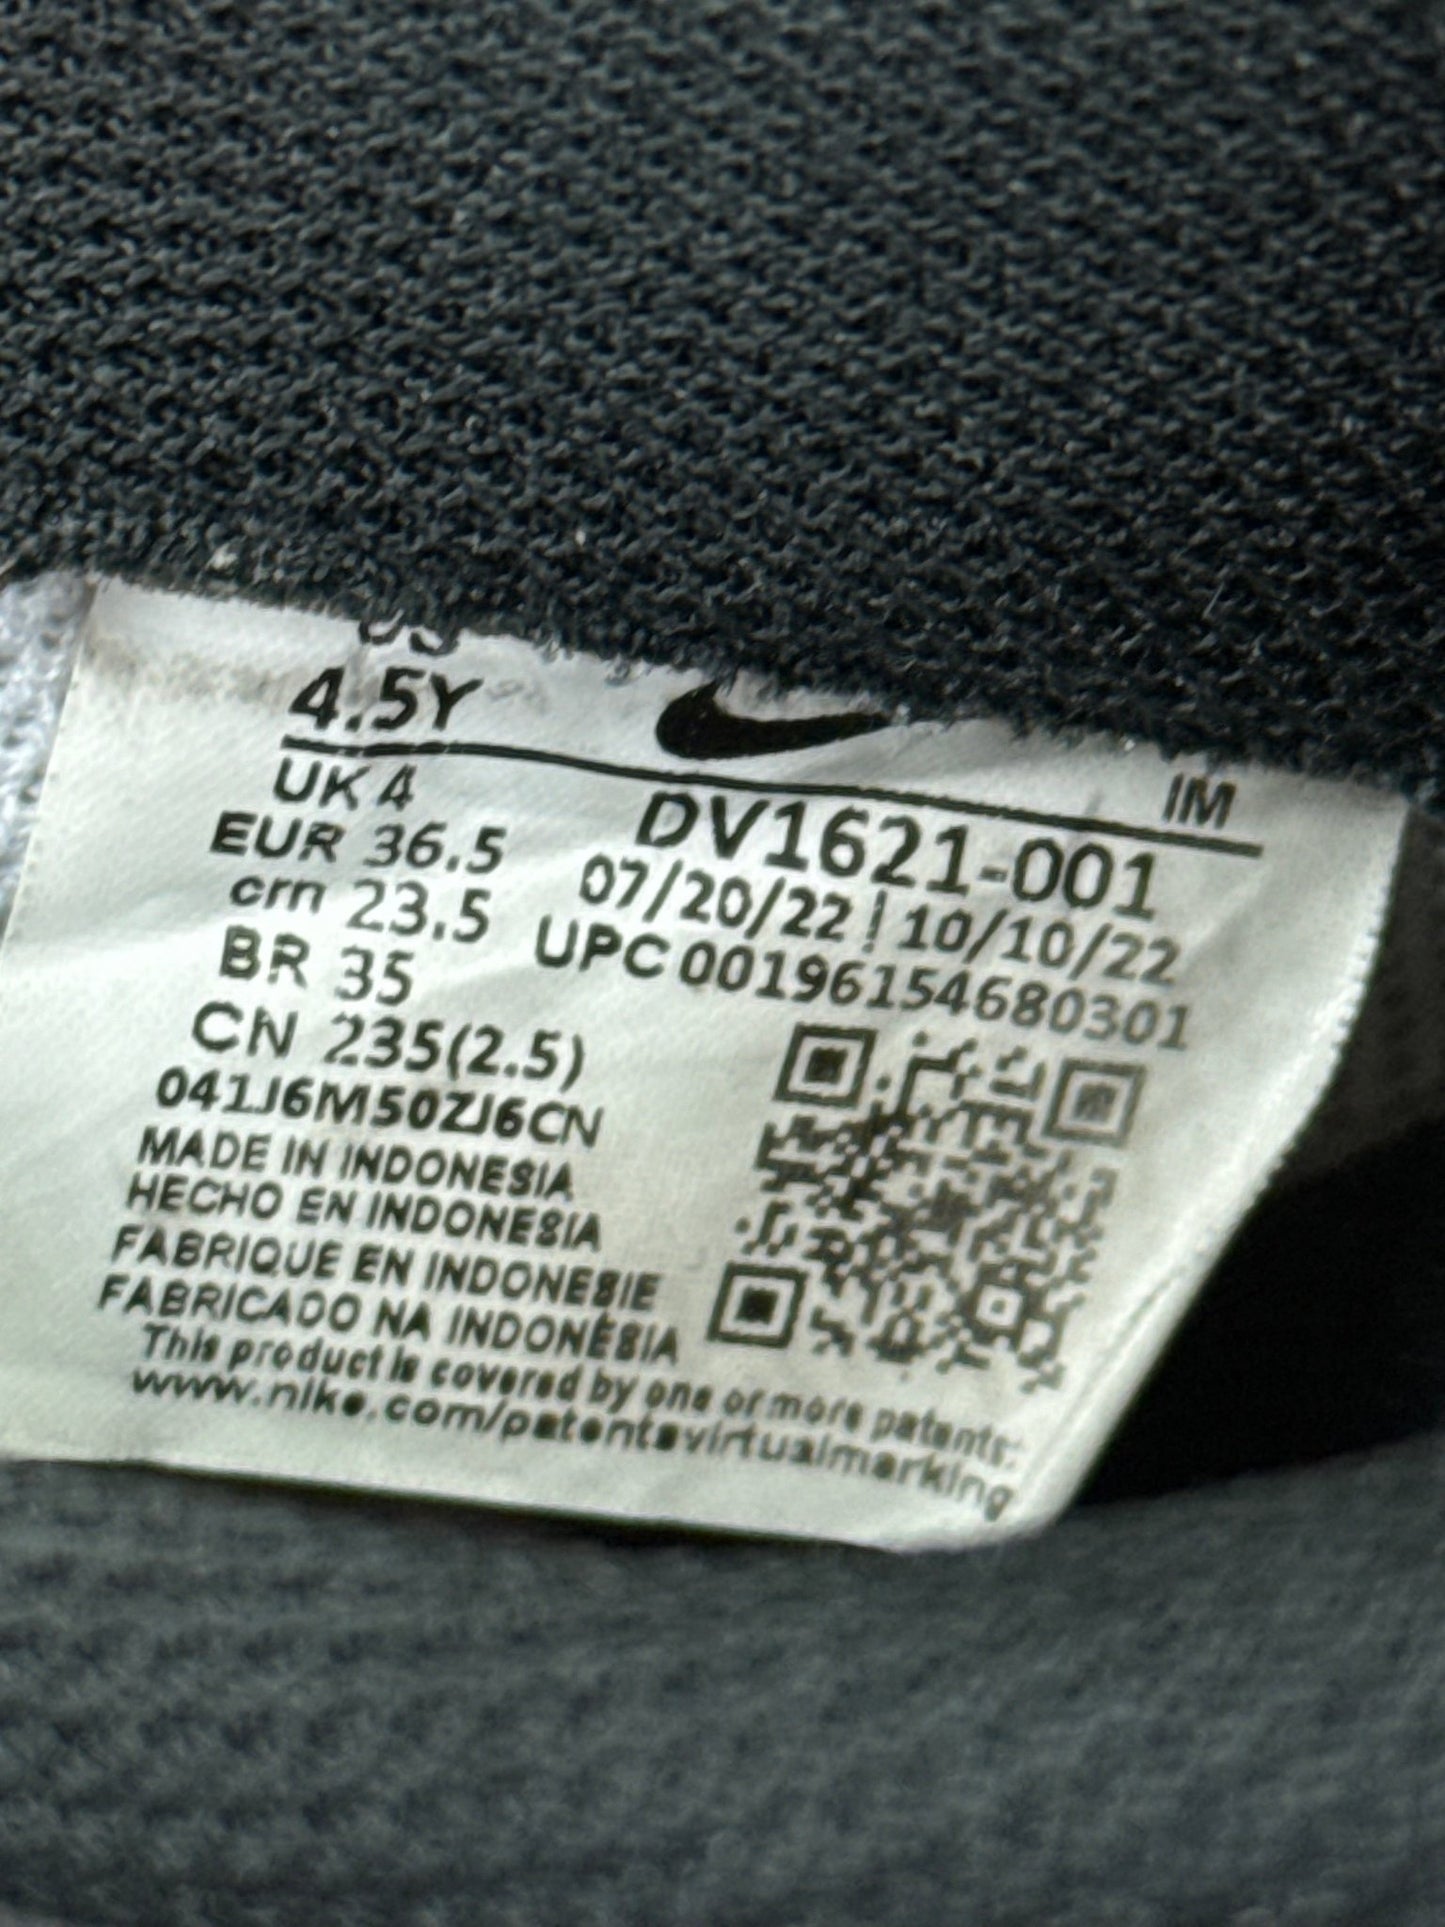 US
4.5Y
UK 4
EUR 36.5
cm 23.5
BR 35
CN 235(2.5)
041J6M50ZJ6CN
MADE IN INDONESIA
HECHO EN INDONESIA
FABRIQUE EN INDONESIE
FABRICADO NA INDONÉSIA
This product is covered by one or more patents:
www.nike.com/patentsvirtualmarking
IM
DV1621-001
07/20/22 | 10/10/22
UPC 00196154680301